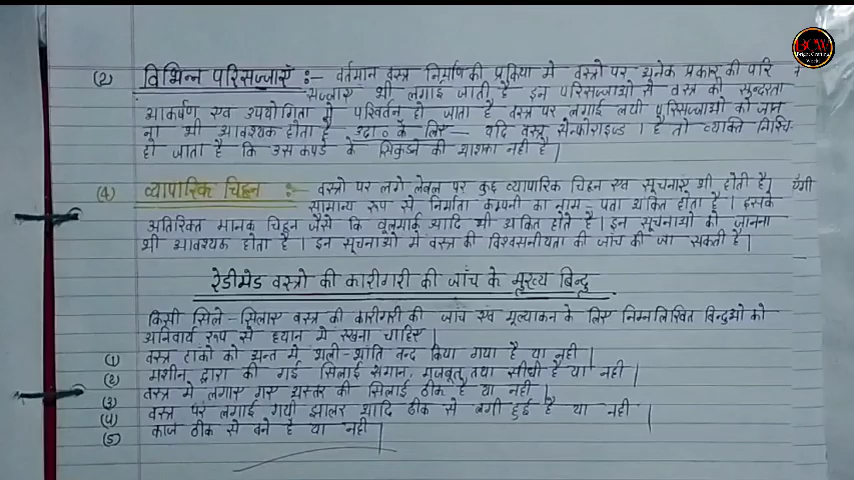 BCW
Bright Creating World
(2) विभिन्न परिसज्जाएं :- वर्तमान वस्त्र निर्माण की प्रक्रिया मे वस्त्रो पर अनेक प्रकार की परि
सज्जाए भी लगाई जाती है इन परिसज्जाओ से वस्त्र की सुन्दरता
आकर्षण एवं उपयोगिता मे परिवर्तन हो जाता है वस्त्र पर लगाई गयी परिसज्जाओ को जान
ना भी आवश्यक होता है उदा० के लिए — यदि वस्त्र सेन्फोराइज्ड । है तो व्यक्ति निश्चि-
हो जाता है कि उस कपडे के सिकुडने की आशंका नही है |
(4) व्यापारिक चिह्न :- वस्त्रो पर लगे लेबल पर कुछ व्यापारिक चिह्न एवं सूचनाएं भी होती है|
सामान्य रूप से निर्माता कम्पनी का नाम - पता अंकित होता है | इसके
अतिरिक्त मानक चिह्न जैसे कि वूलमार्क आदि भी अंकित होते है | इन सूचनाओ को जानना
भी आवश्यक होता है | इन सूचनाओ मे वस्त्र की विश्वसनीयता की जांच की जा सकती है |
रेडीमेड वस्त्रो की कारीगरी की जांच के मुख्य बिन्दु
किसी सिले - सिलाए वस्त्र की कारीगरी की जांच एवं मूल्याकन के लिए निम्नलिखित बिन्दुओ को
अनिवार्य रूप से ध्यान मे रखना चाहिए |
(1) वस्त्र टांको को अन्त मे भली-भांति बन्द किया गया है या नही |
(2) मशीन द्वारा की गई सिलाई समान, मजबूत तथा सीधी है या नही |
(3) वस्त्र मे लगाए गए अस्तर की सिलाई ठीक है या नही |
(4) वस्त्र पर लगाई गयी झालर आदि ठीक से लगी हुई है या नही |
(5) काज ठीक से बने है या नही |